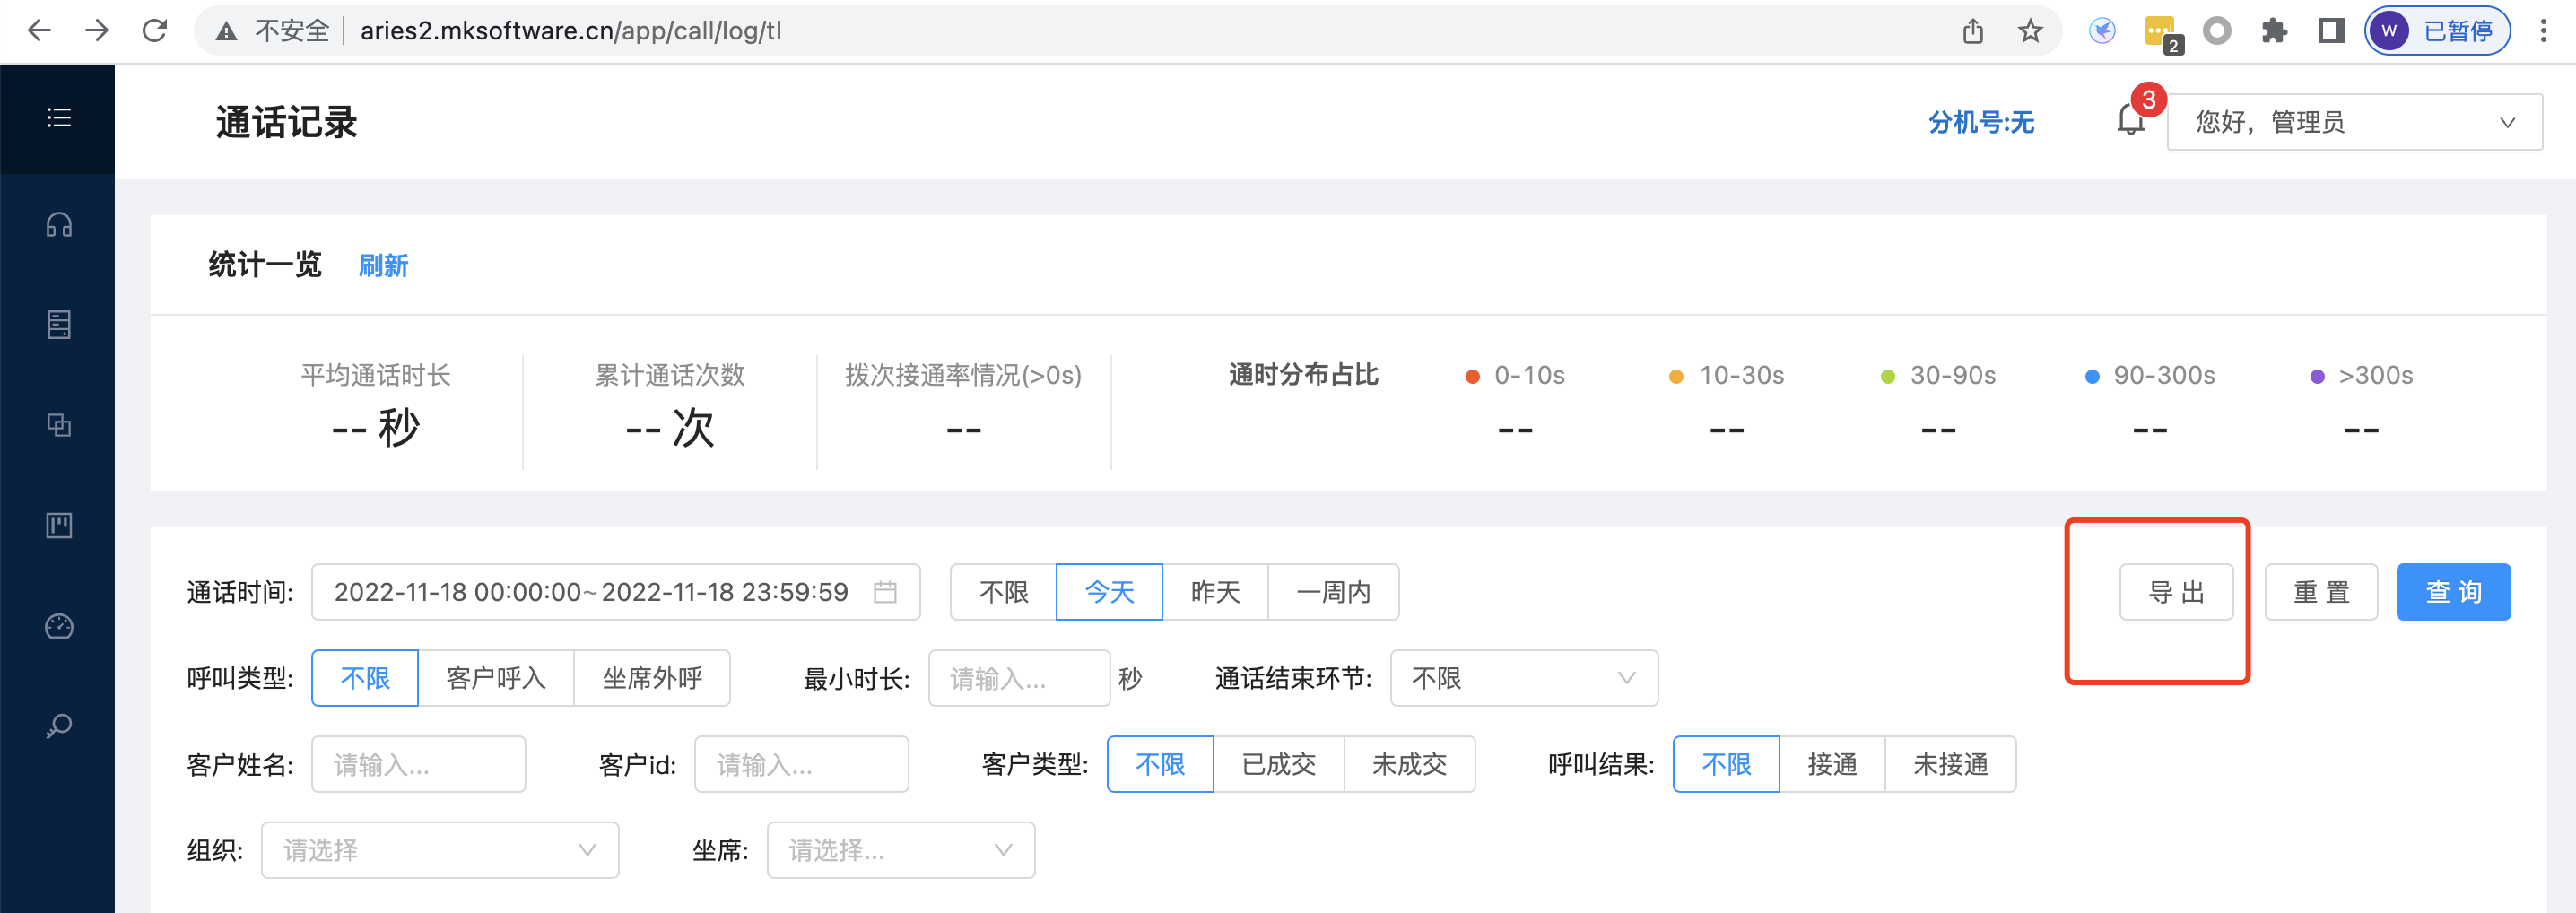 不安全 aries2.mksoftware.cn/app/call/log/tl 2 W 已暂停
通话记录 分机号:无 3 您好，管理员
统计一览 刷新
平均通话时长 累计通话次数 拨次接通率情况(>0s) 通时分布占比 0-10s 10-30s 30-90s 90-300s >300s
-- 秒 -- 次 -- -- -- -- -- --
通话时间: 2022-11-18 00:00:00~2022-11-18 23:59:59 不限 今天 昨天 一周内 导出 重置 查询
呼叫类型: 不限 客户呼入 坐席外呼 最小时长: 请输入... 秒 通话结束环节: 不限
客户姓名: 请输入... 客户id: 请输入... 客户类型: 不限 已成交 未成交 呼叫结果: 不限 接通 未接通
组织: 请选择 坐席: 请选择...